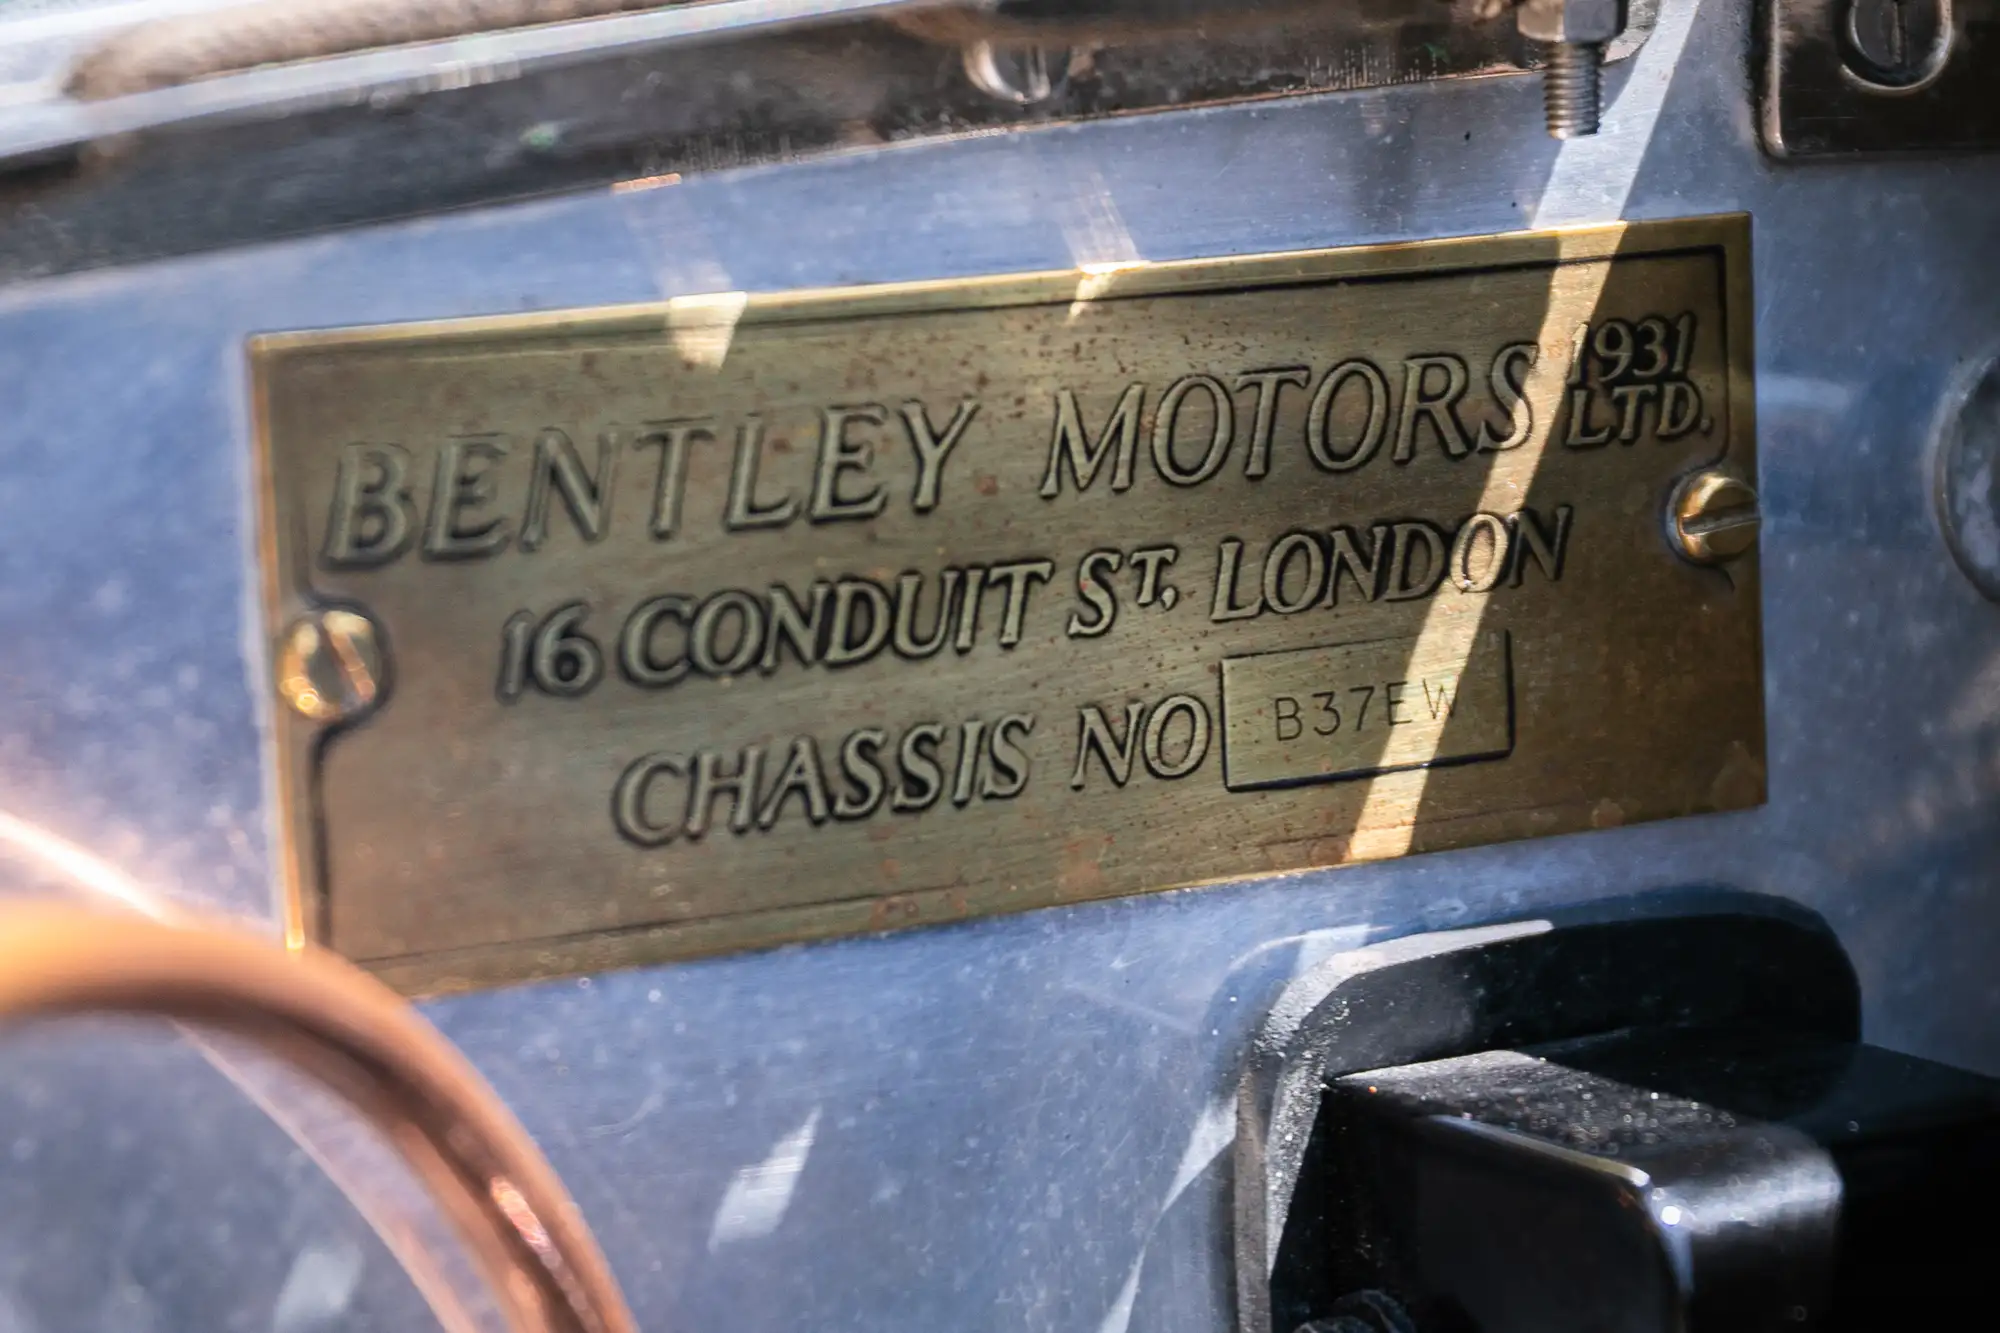 BENTLEY MOTORS 1931 LTD.
16 CONDUIT ST, LONDON
CHASSIS NO B37EW